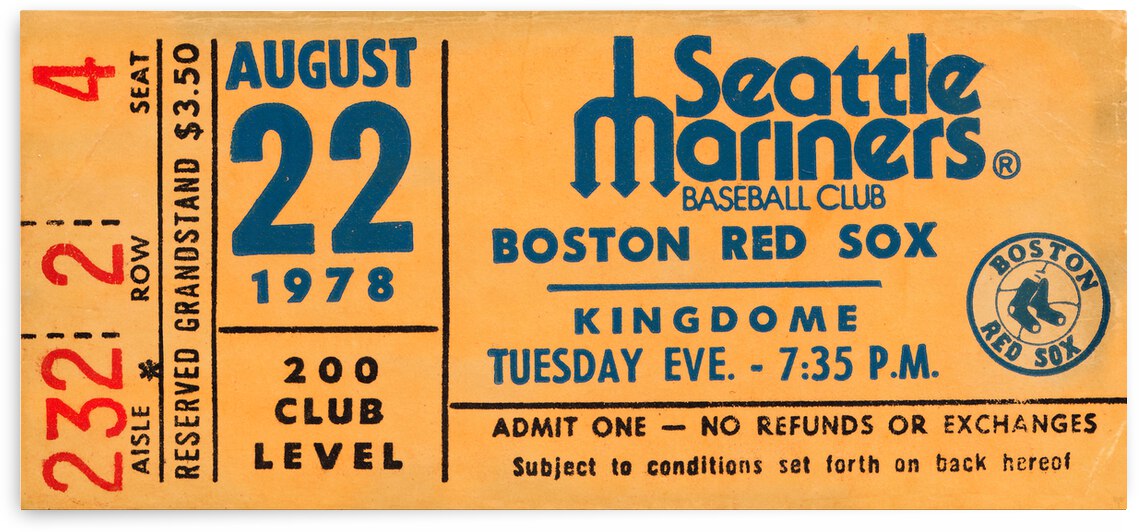 4
SEAT
2
ROW
232
AISLE *
RESERVED GRANDSTAND $3.50
AUGUST
22
1978
200
CLUB
LEVEL
Seattle
Mariners®
BASEBALL CLUB
BOSTON RED SOX
KINGDOME
TUESDAY EVE. - 7:35 P.M.
BOSTON
RED SOX
ADMIT ONE — NO REFUNDS OR EXCHANGES
Subject to conditions set forth on back hereof